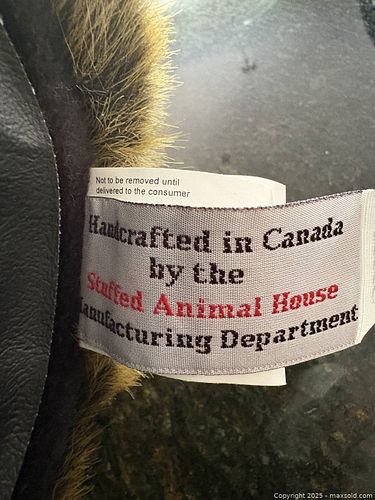 Not to be removed until
delivered to the consumer
Handcrafted in Canada
by the
Stuffed Animal House
Manufacturing Department
Copyright 2025 - maxsold.com